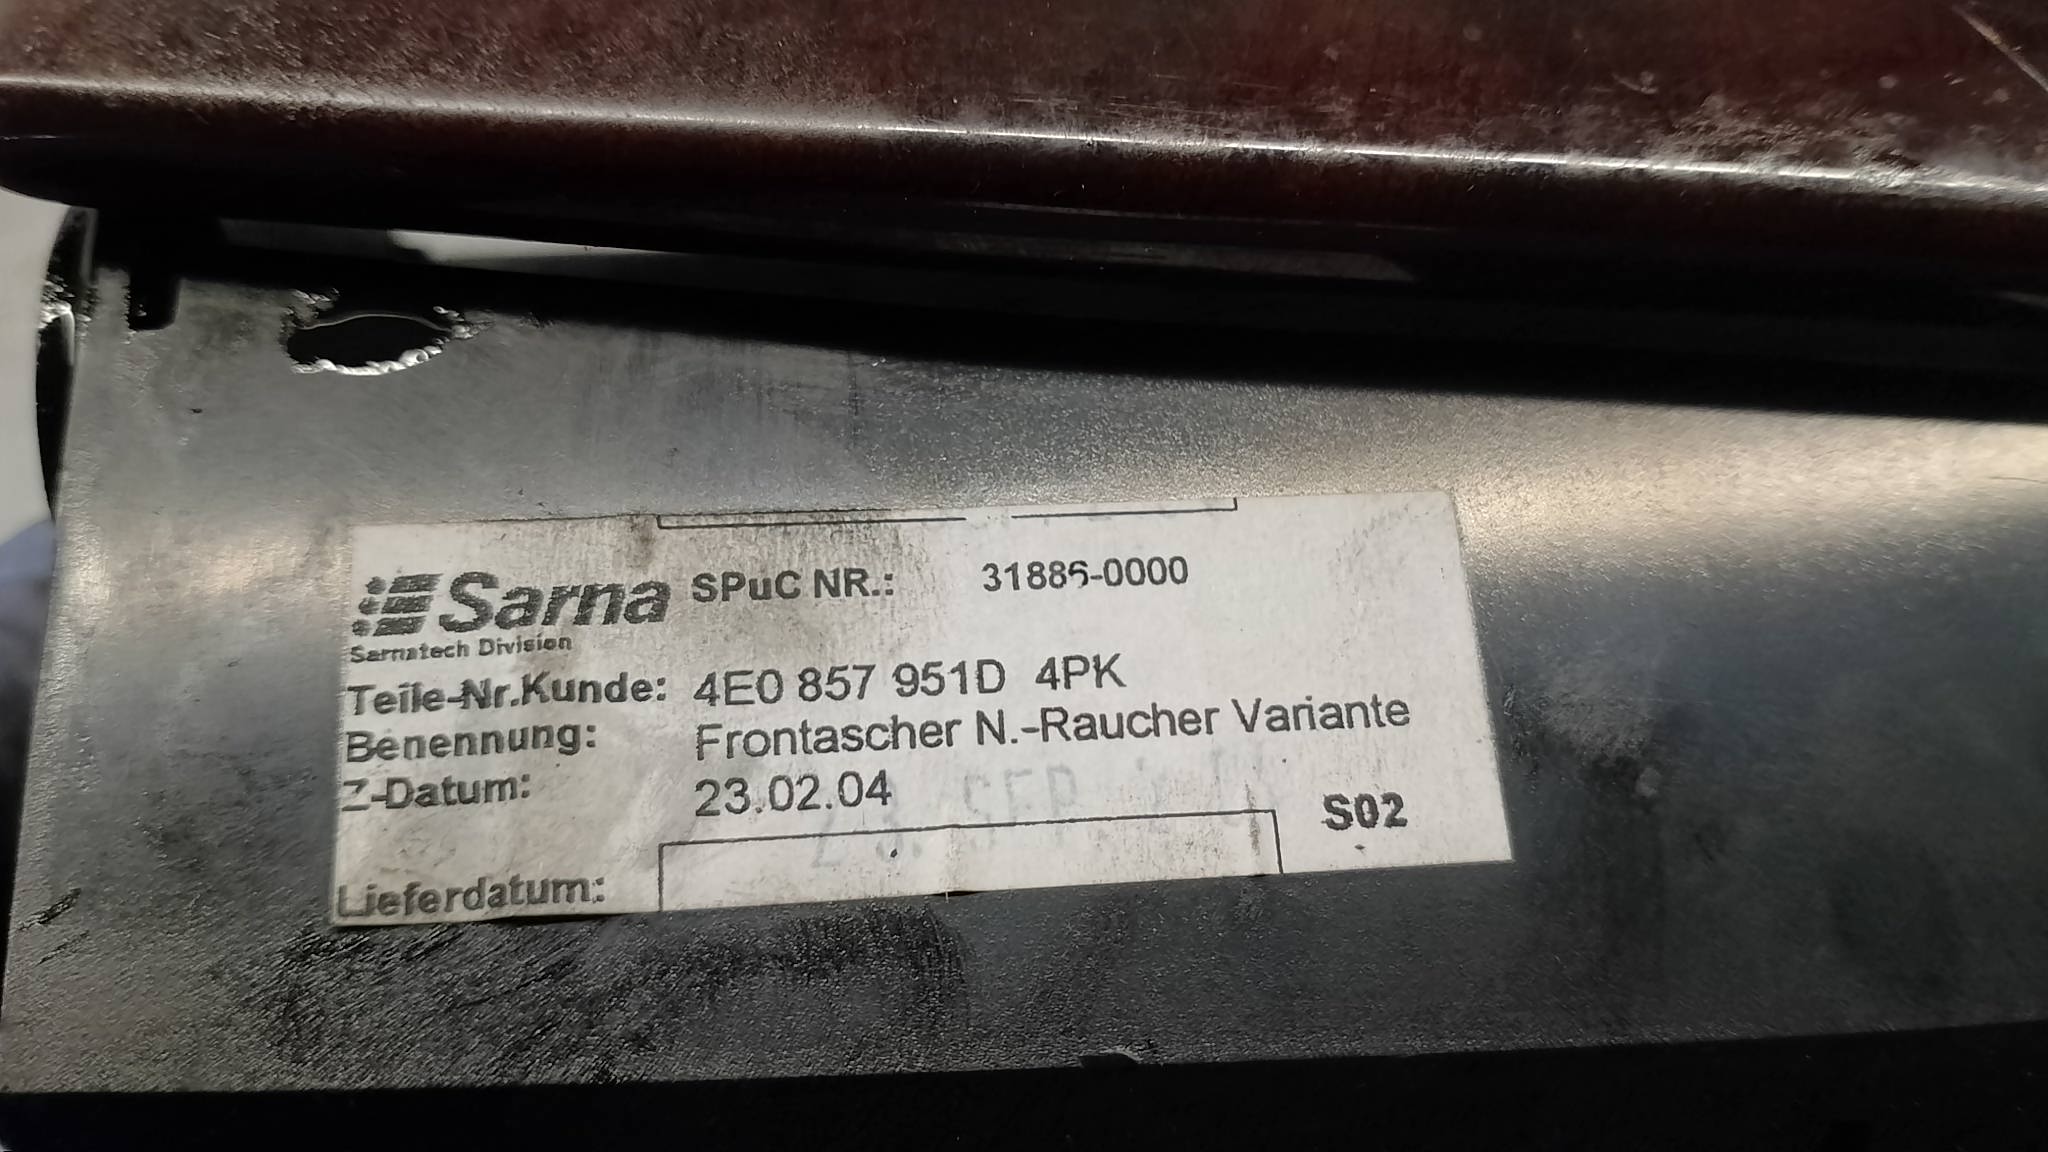 Sarna SPuC NR.: 31886-0000
Sarnatech Division
Teile-Nr.Kunde: 4E0 857 951D 4PK
Benennung: Frontascher N.-Raucher Variante
Z-Datum: 23.02.04
S02
Lieferdatum: